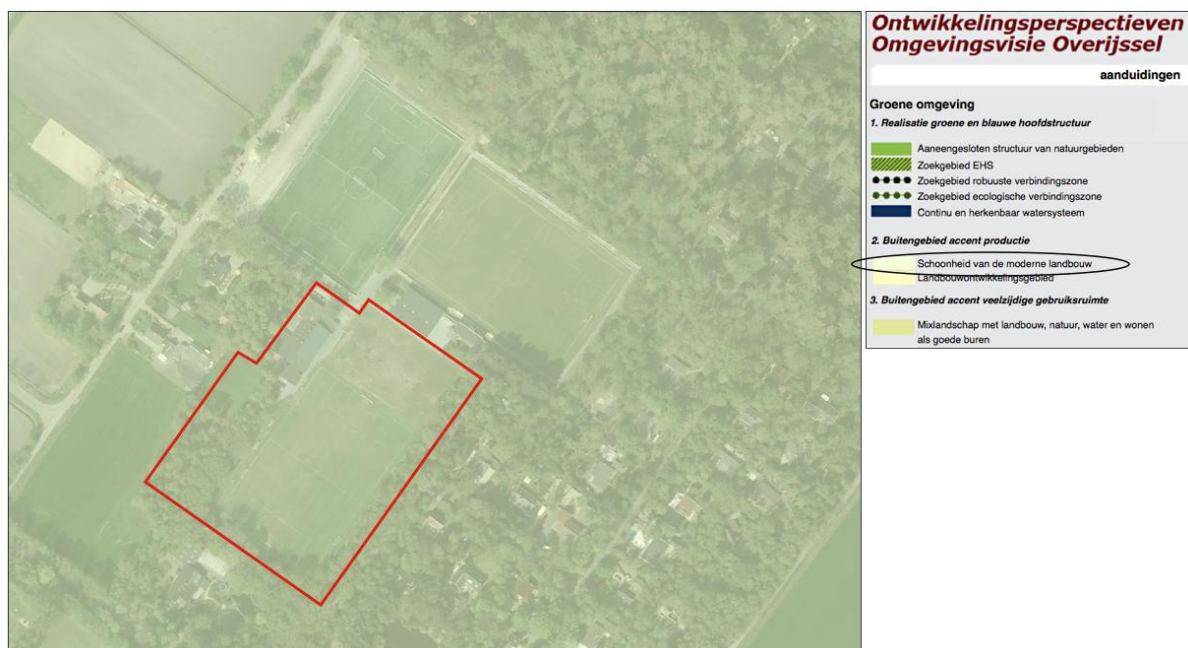 Ontwikkelingsperspectieven
Omgevingsvisie Overijssel
aanduidingen
Groene omgeving
1. Realisatie groene en blauwe hoofdstructuur
Aaneengesloten structuur van natuurgebieden
Zoekgebied EHS
Zoekgebied robuuste verbindingszone
Zoekgebied ecologische verbindingszone
Continu en herkenbaar watersysteem
2. Buitengebied accent productie
Schoonheid van de moderne landbouw
Landbouwontwikkelingsgebied
3. Buitengebied accent veelzijdige gebruiksruimte
Mixlandschap met landbouw, natuur, water en wonen
als goede buren